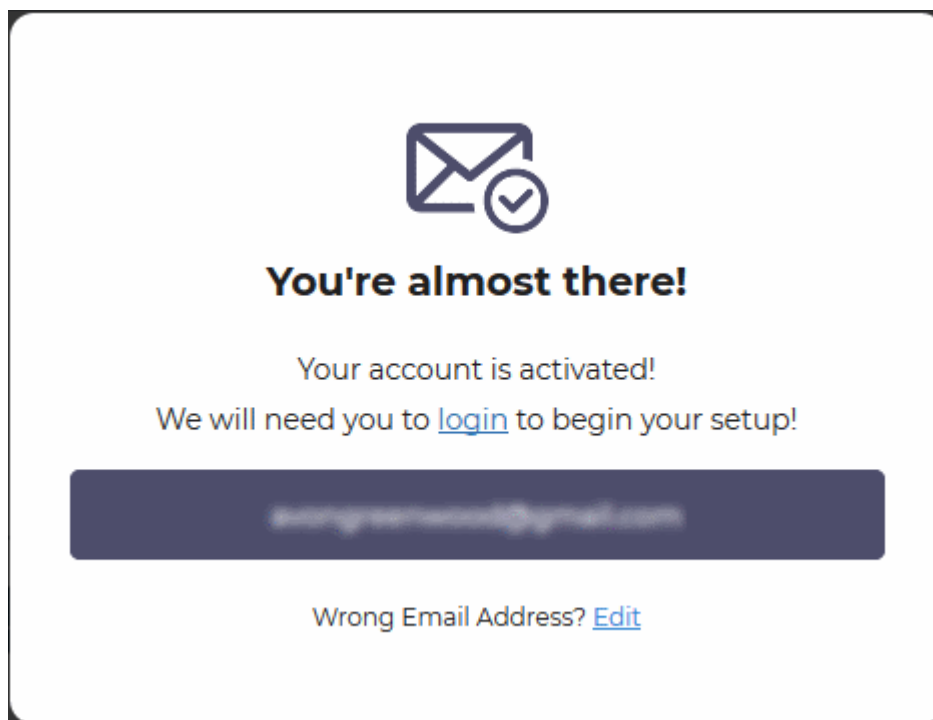 You're almost there!
Your account is activated!
We will need you to login to begin your setup!
Wrong Email Address? Edit